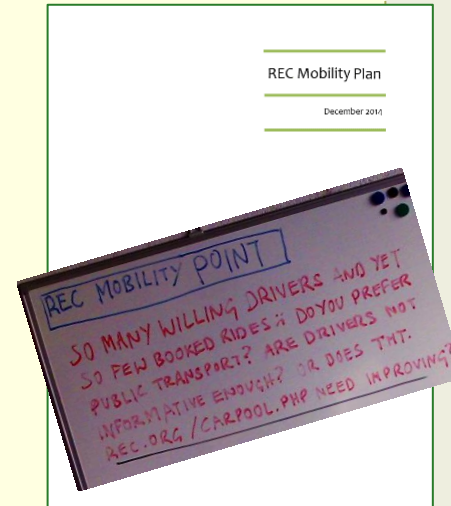 REC Mobility Plan
December 2014
REC MOBILITY POINT
SO MANY WILLING DRIVERS AND YET
SO FEW BOOKED RIDES :( DO YOU PREFER
PUBLIC TRANSPORT? ARE DRIVERS NOT
INFORMATIVE ENOUGH? OR DOES TNT.
REC.ORG/CARPOOL.PHP NEED IMPROVING?